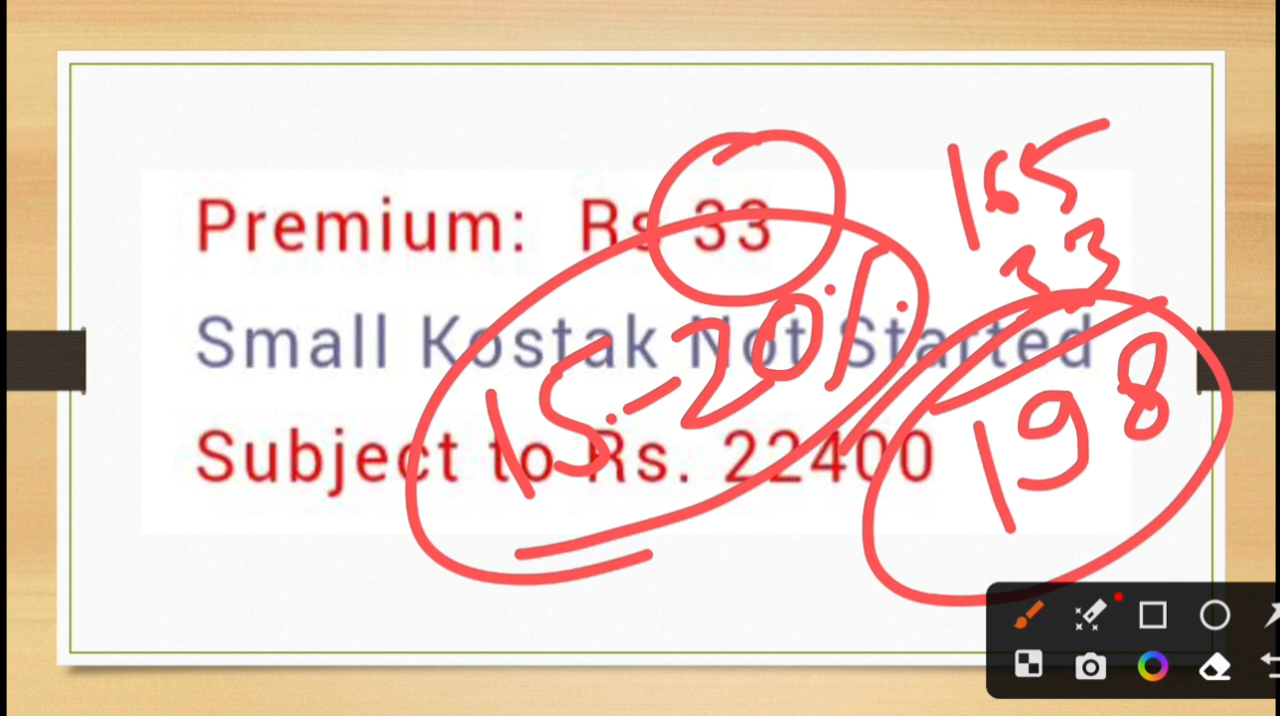 Premium: Rs 33
165
33
Small Kostak Not Started
15-20%
198
Subject to Rs. 22400